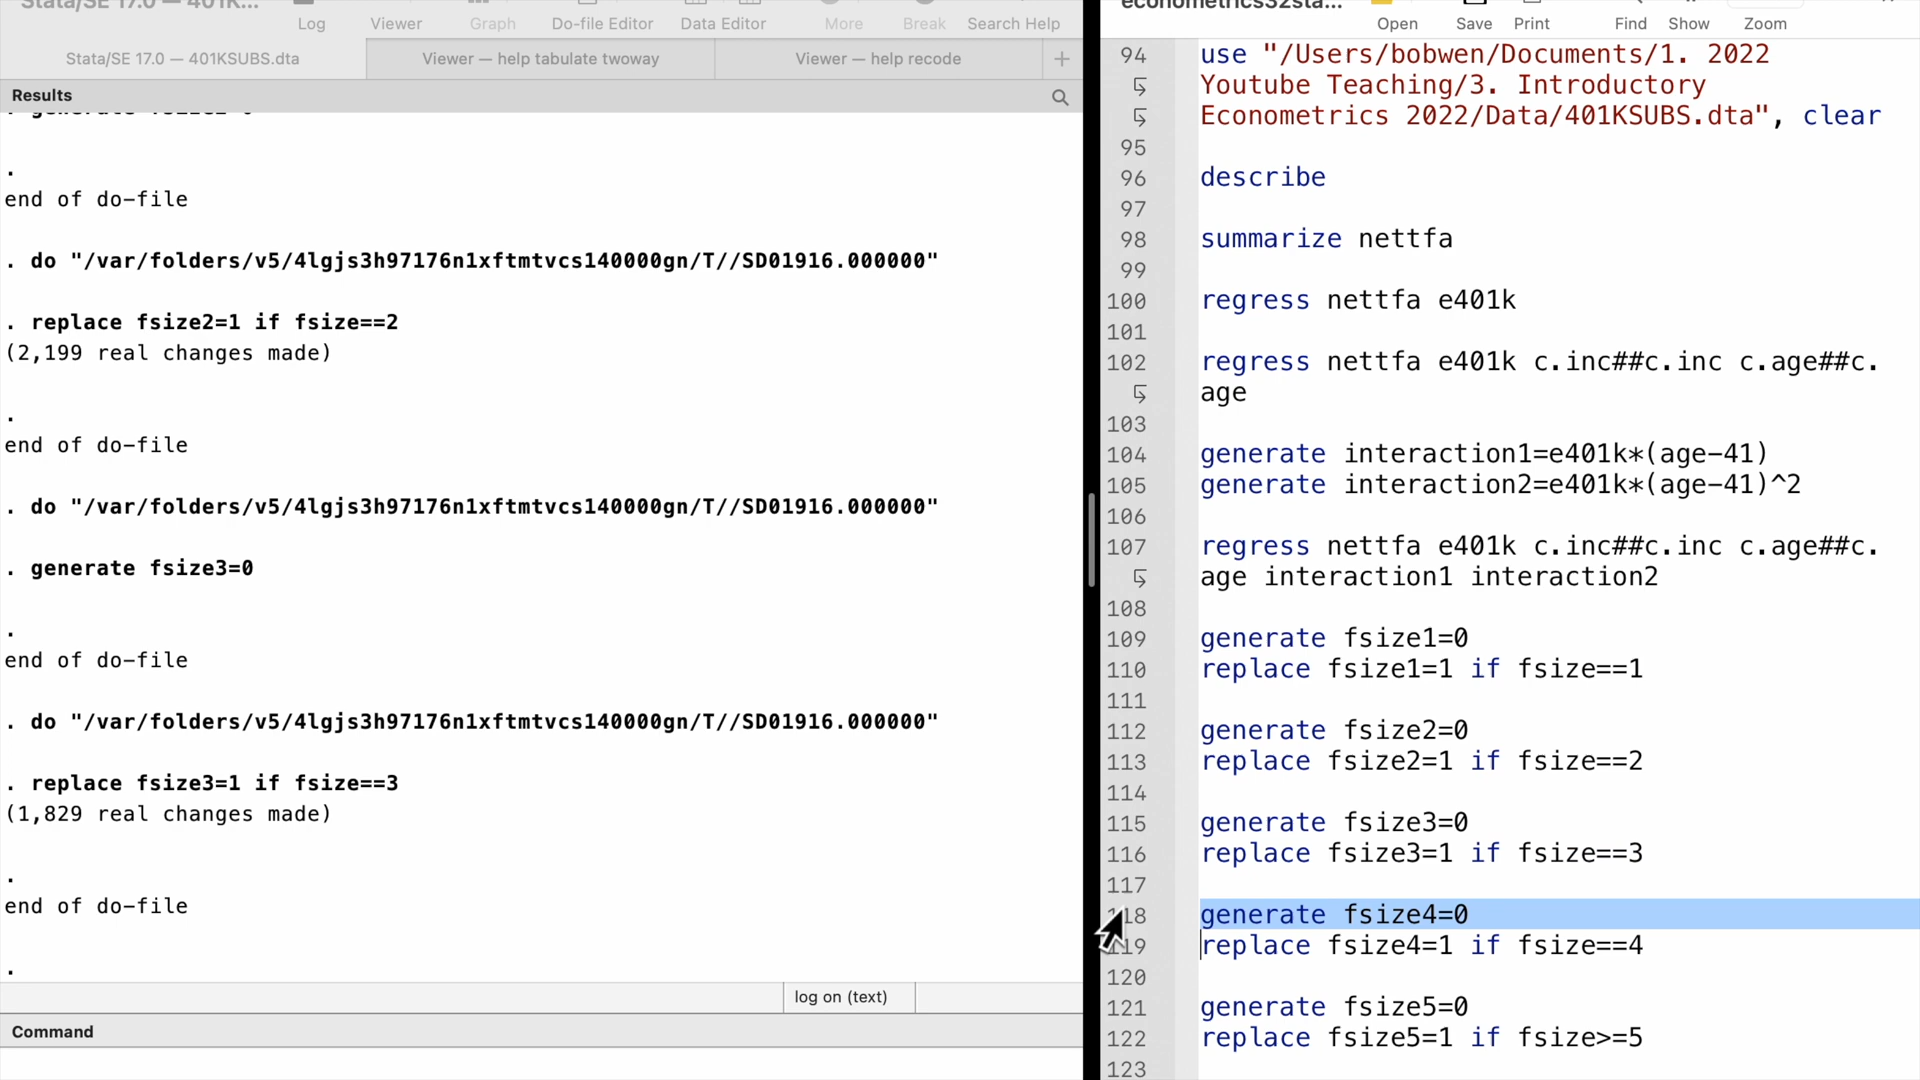 Stata/SE 17.0 — 401K...
Log Viewer Graph Do-file Editor Data Editor More Break Search Help
Stata/SE 17.0 — 401KSUBS.dta Viewer — help tabulate twoway Viewer — help recode +
Results
. generate fsize2=0
.
end of do-file
. do "/var/folders/v5/4lgjs3h97176n1xftmtvcs140000gn/T//SD01916.000000"
. replace fsize2=1 if fsize==2
(2,199 real changes made)
.
end of do-file
. do "/var/folders/v5/4lgjs3h97176n1xftmtvcs140000gn/T//SD01916.000000"
. generate fsize3=0
.
end of do-file
. do "/var/folders/v5/4lgjs3h97176n1xftmtvcs140000gn/T//SD01916.000000"
. replace fsize3=1 if fsize==3
(1,829 real changes made)
.
end of do-file
.
log on (text)
Command
econometrics32sta...
Open Save Print Find Show Zoom
94 use "/Users/bobwen/Documents/1. 2022
Youtube Teaching/3. Introductory
Econometrics 2022/Data/401KSUBS.dta", clear
95
96 describe
97
98 summarize nettfa
99
100 regress nettfa e401k
101
102 regress nettfa e401k c.inc##c.inc c.age##c.
age
103
104 generate interaction1=e401k*(age-41)
105 generate interaction2=e401k*(age-41)^2
106
107 regress nettfa e401k c.inc##c.inc c.age##c.
age interaction1 interaction2
108
109 generate fsize1=0
110 replace fsize1=1 if fsize==1
111
112 generate fsize2=0
113 replace fsize2=1 if fsize==2
114
115 generate fsize3=0
116 replace fsize3=1 if fsize==3
117
118 generate fsize4=0
119 replace fsize4=1 if fsize==4
120
121 generate fsize5=0
122 replace fsize5=1 if fsize>=5
123